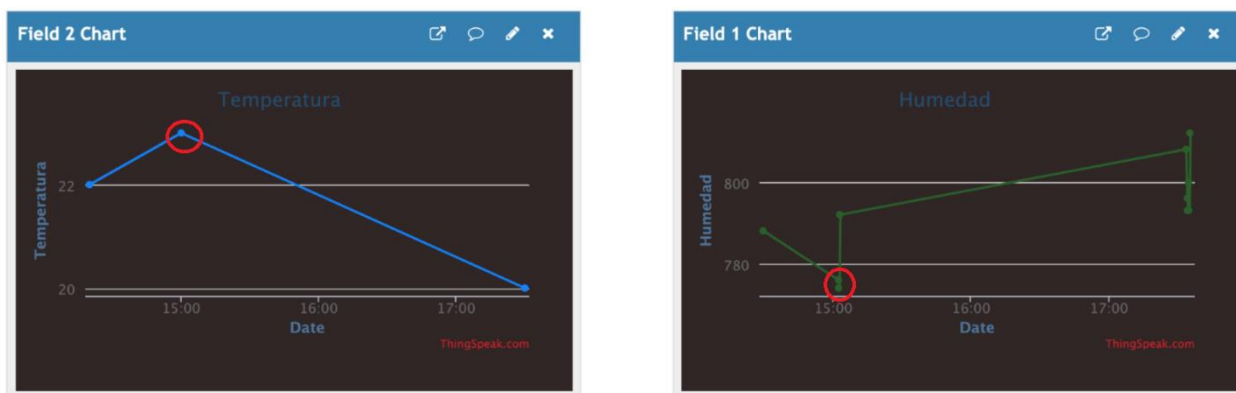 Field 2 Chart
Temperatura
Temperatura
22
20
15:00 16:00 17:00
Date
ThingSpeak.com
Field 1 Chart
Humedad
Humedad
800
780
15:00 16:00 17:00
Date
ThingSpeak.com